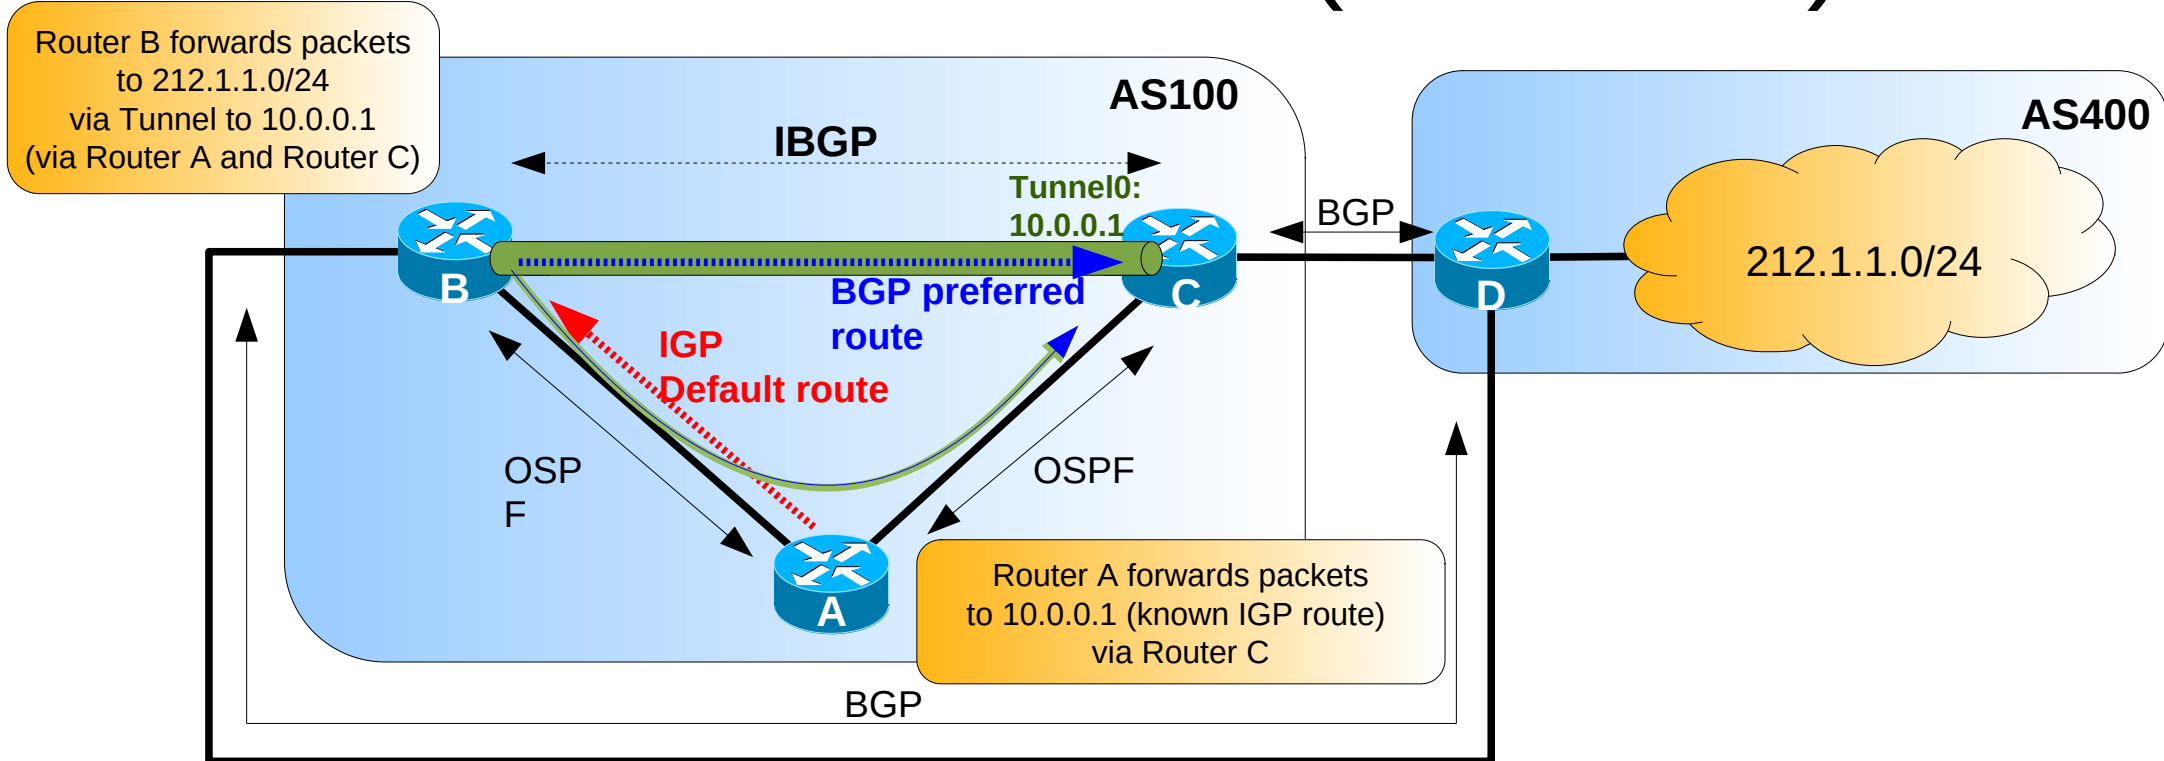 Router B forwards packets
to 212.1.1.0/24
via Tunnel to 10.0.0.1
(via Router A and Router C)
AS100
AS400
IBGP
Tunnel0:
10.0.0.1
BGP
212.1.1.0/24
B
C
D
BGP preferred
route
IGP
Default route
OSP
F
OSPF
A
Router A forwards packets
to 10.0.0.1 (known IGP route)
via Router C
BGP